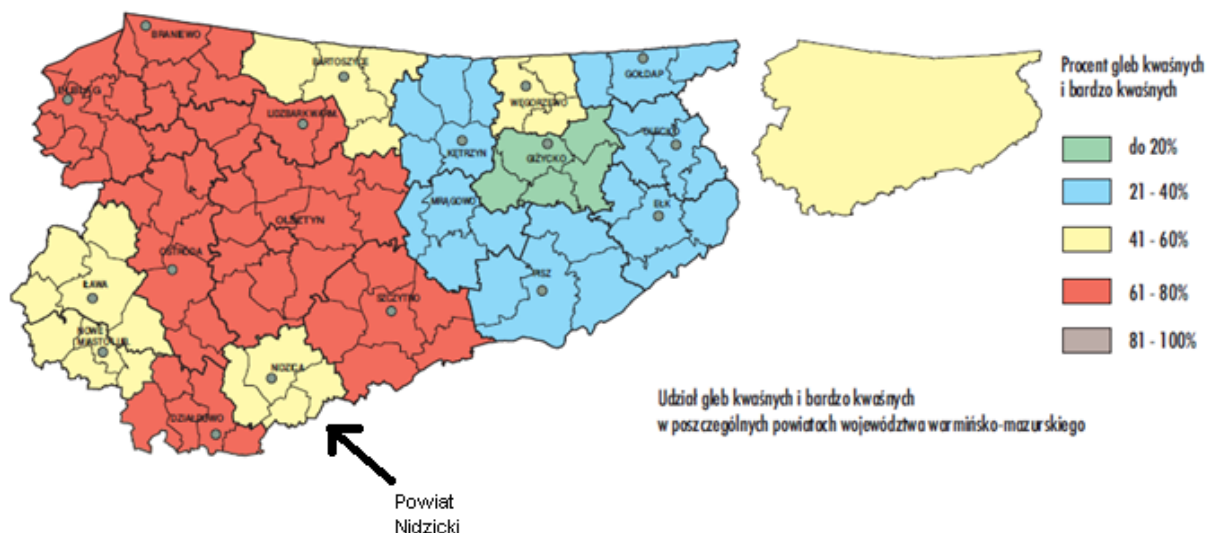 BRANIEWO
BARTOSZYCE
GOŁDAP
ELBLĄG
WĘGORZEWO
LIDZBARK WARM.
OLECKO
KĘTRZYN
GIŻYCKO
MRĄGOWO
EŁK
OLSZTYN
OSTRÓDA
PISZ
IŁAWA
SZCZYTNO
NOWE
MIASTO LUB.
NIDZICA
DZIAŁDOWO
Procent gleb kwaśnych
i bardzo kwaśnych
do 20%
21 - 40%
41 - 60%
61 - 80%
81 - 100%
Udział gleb kwaśnych i bardzo kwaśnych
w poszczególnych powiatach województwa warmińsko-mazurskiego
Powiat
Nidzicki